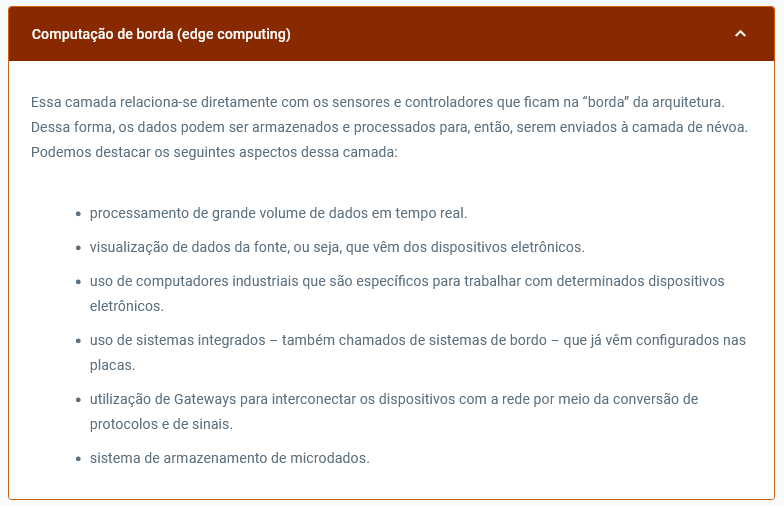 Computação de borda (edge computing)
Essa camada relaciona-se diretamente com os sensores e controladores que ficam na “borda” da arquitetura.
Dessa forma, os dados podem ser armazenados e processados para, então, serem enviados à camada de névoa.
Podemos destacar os seguintes aspectos dessa camada:
• processamento de grande volume de dados em tempo real.
• visualização de dados da fonte, ou seja, que vêm dos dispositivos eletrônicos.
• uso de computadores industriais que são específicos para trabalhar com determinados dispositivos
eletrônicos.
• uso de sistemas integrados – também chamados de sistemas de bordo – que já vêm configurados nas
placas.
• utilização de Gateways para interconectar os dispositivos com a rede por meio da conversão de
protocolos e de sinais.
• sistema de armazenamento de microdados.